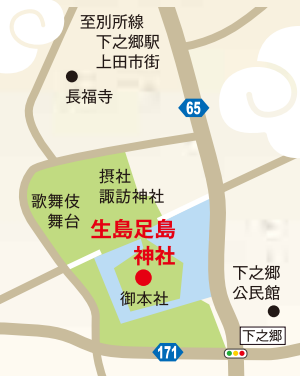 至別所線
下之郷駅
上田市街
長福寺
65
摂社
諏訪神社
歌舞伎
舞台
生島足島
神社
御本社
下之郷
公民館
下之郷
171